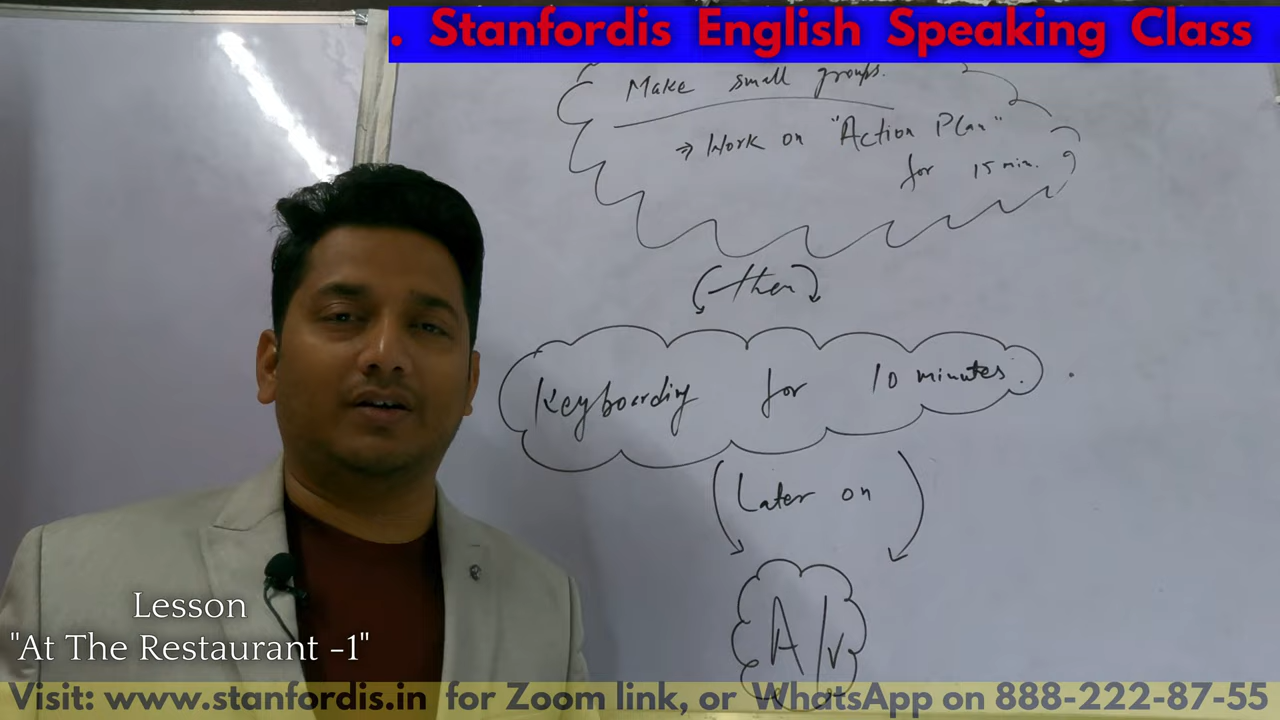 . Stanfordis English Speaking Class
Make small groups.
→ Work on "Action Plan"
for 15 min.
then
Keyboarding for 10 minutes.
Later on
A/V
Lesson
"At The Restaurant -1"
Visit: www.stanfordis.in for Zoom link, or WhatsApp on 888-222-87-55